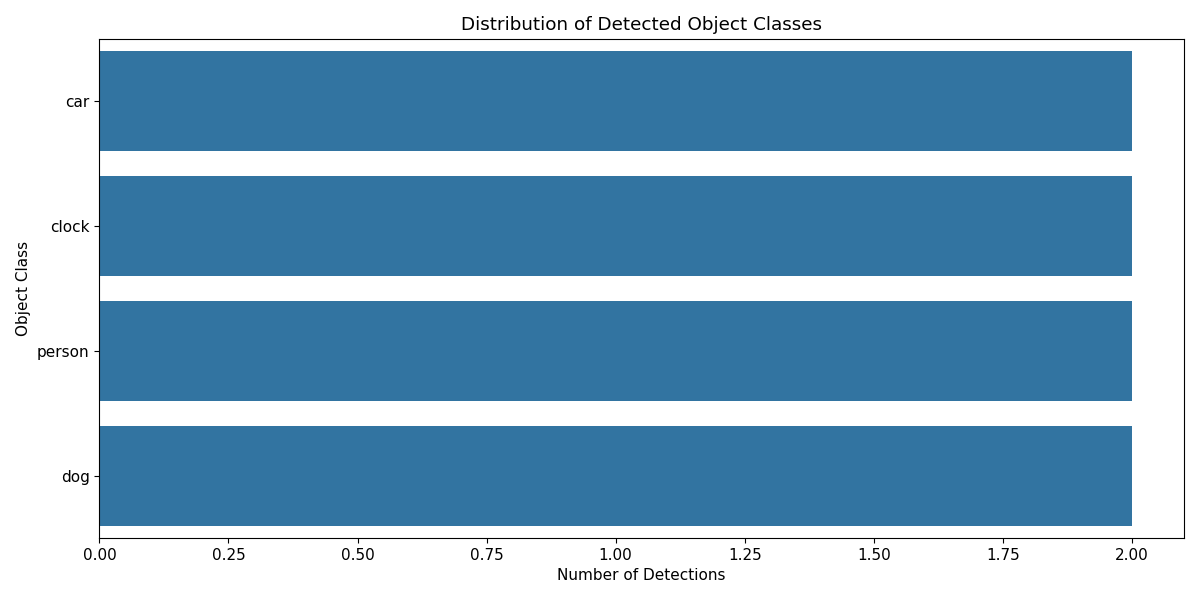 Distribution of Detected Object Classes
car
clock
person
dog
Object Class
0.00 0.25 0.50 0.75 1.00 1.25 1.50 1.75 2.00
Number of Detections